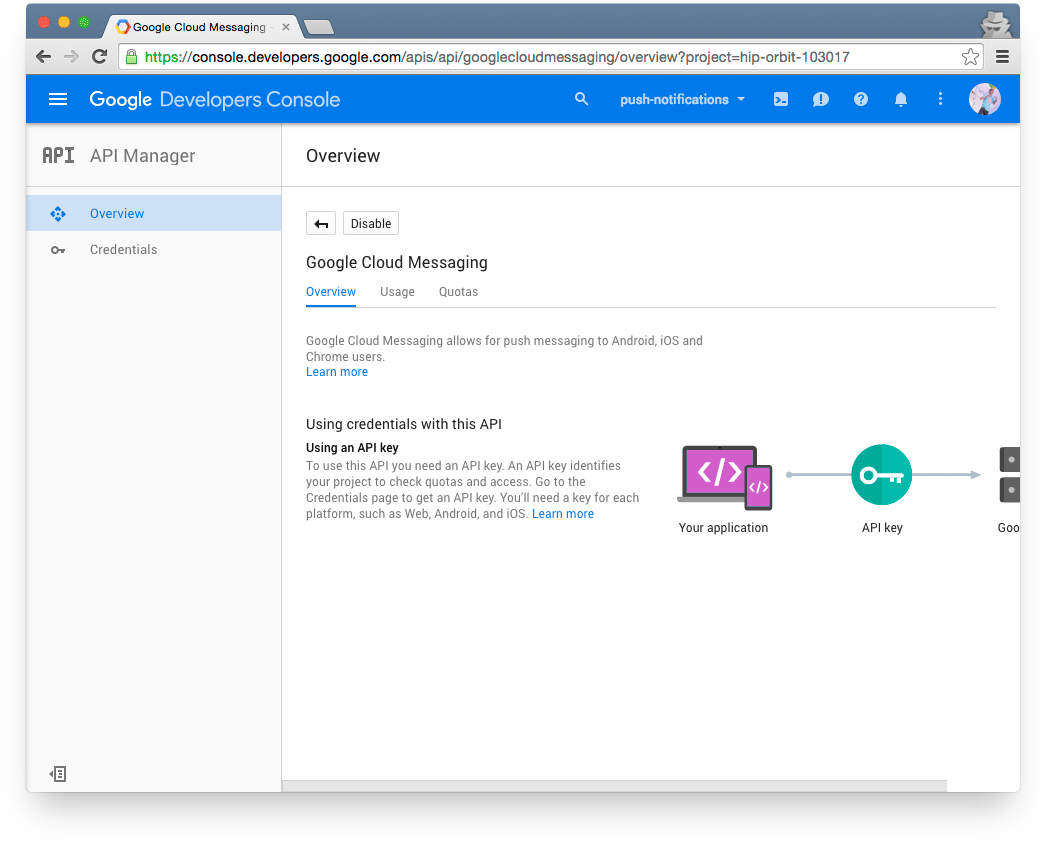 Google Cloud Messaging
https://console.developers.google.com/apis/api/googlecloudmessaging/overview?project=hip-orbit-103017
Google Developers Console
push-notifications
API API Manager
Overview
Overview
Credentials
Disable
Google Cloud Messaging
Overview Usage Quotas
Google Cloud Messaging allows for push messaging to Android, iOS and
Chrome users.
Learn more
Using credentials with this API
Using an API key
To use this API you need an API key. An API key identifies
your project to check quotas and access. Go to the
Credentials page to get an API key. You'll need a key for each
platform, such as Web, Android, and iOS. Learn more
</>
</>
Your application
API key
Goo